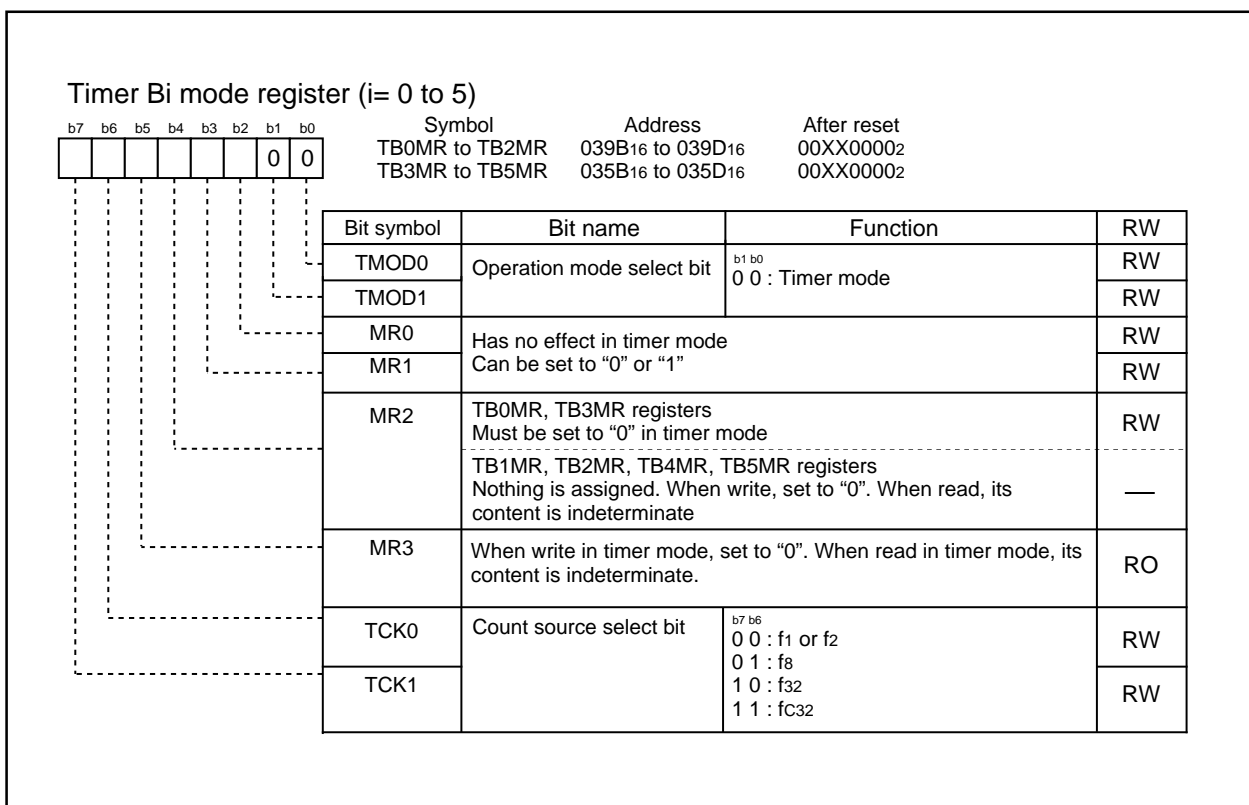 Timer Bi mode register (i= 0 to 5)
b7 b6 b5 b4 b3 b2 b1 b0
0 0
Symbol Address After reset
TB0MR to TB2MR 039B16 to 039D16 00XX00002
TB3MR to TB5MR 035B16 to 035D16 00XX00002
Bit symbol Bit name Function RW
TMOD0 Operation mode select bit b1 b0 RW
0 0 : Timer mode
TMOD1 RW
MR0 Has no effect in timer mode RW
MR1 Can be set to “0” or “1” RW
MR2 TB0MR, TB3MR registers RW
Must be set to “0” in timer mode
TB1MR, TB2MR, TB4MR, TB5MR registers
Nothing is assigned. When write, set to “0”. When read, its —
content is indeterminate
MR3 When write in timer mode, set to “0”. When read in timer mode, its RO
content is indeterminate.
TCK0 Count source select bit b7 b6 RW
0 0 : f1 or f2
0 1 : f8
TCK1 1 0 : f32 RW
1 1 : fC32